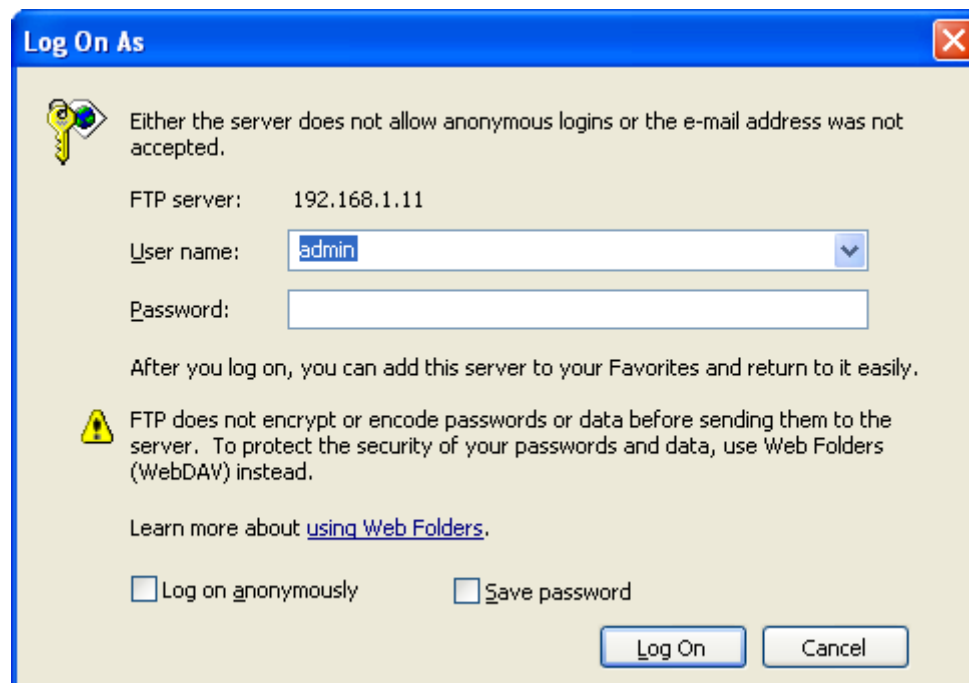 Log On As
Either the server does not allow anonymous logins or the e-mail address was not
accepted.
FTP server: 192.168.1.11
User name: admin
Password:
After you log on, you can add this server to your Favorites and return to it easily.
FTP does not encrypt or encode passwords or data before sending them to the
server. To protect the security of your passwords and data, use Web Folders
(WebDAV) instead.
Learn more about using Web Folders.
Log on anonymously Save password
Log On Cancel